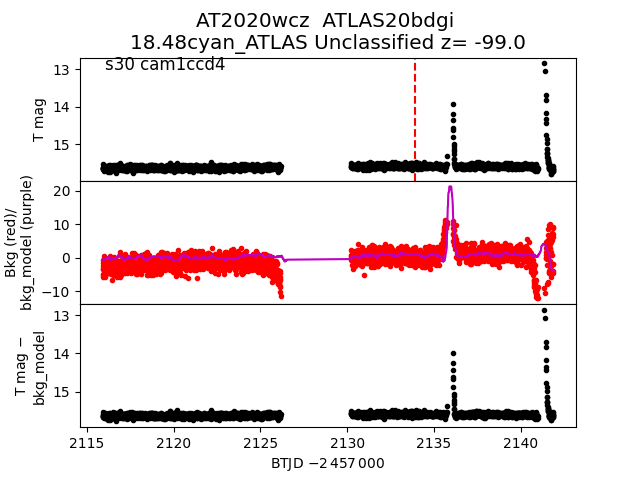 AT2020wcz  ATLAS20bdgi
18.48cyan_ATLAS Unclassified z= -99.0
s30 cam1ccd4
13
14
15
T mag
20
10
0
−10
Bkg (red)/
bkg_model (purple)
13
14
15
T mag −
bkg_model
2115 2120 2125 2130 2135 2140
BTJD −2 457 000